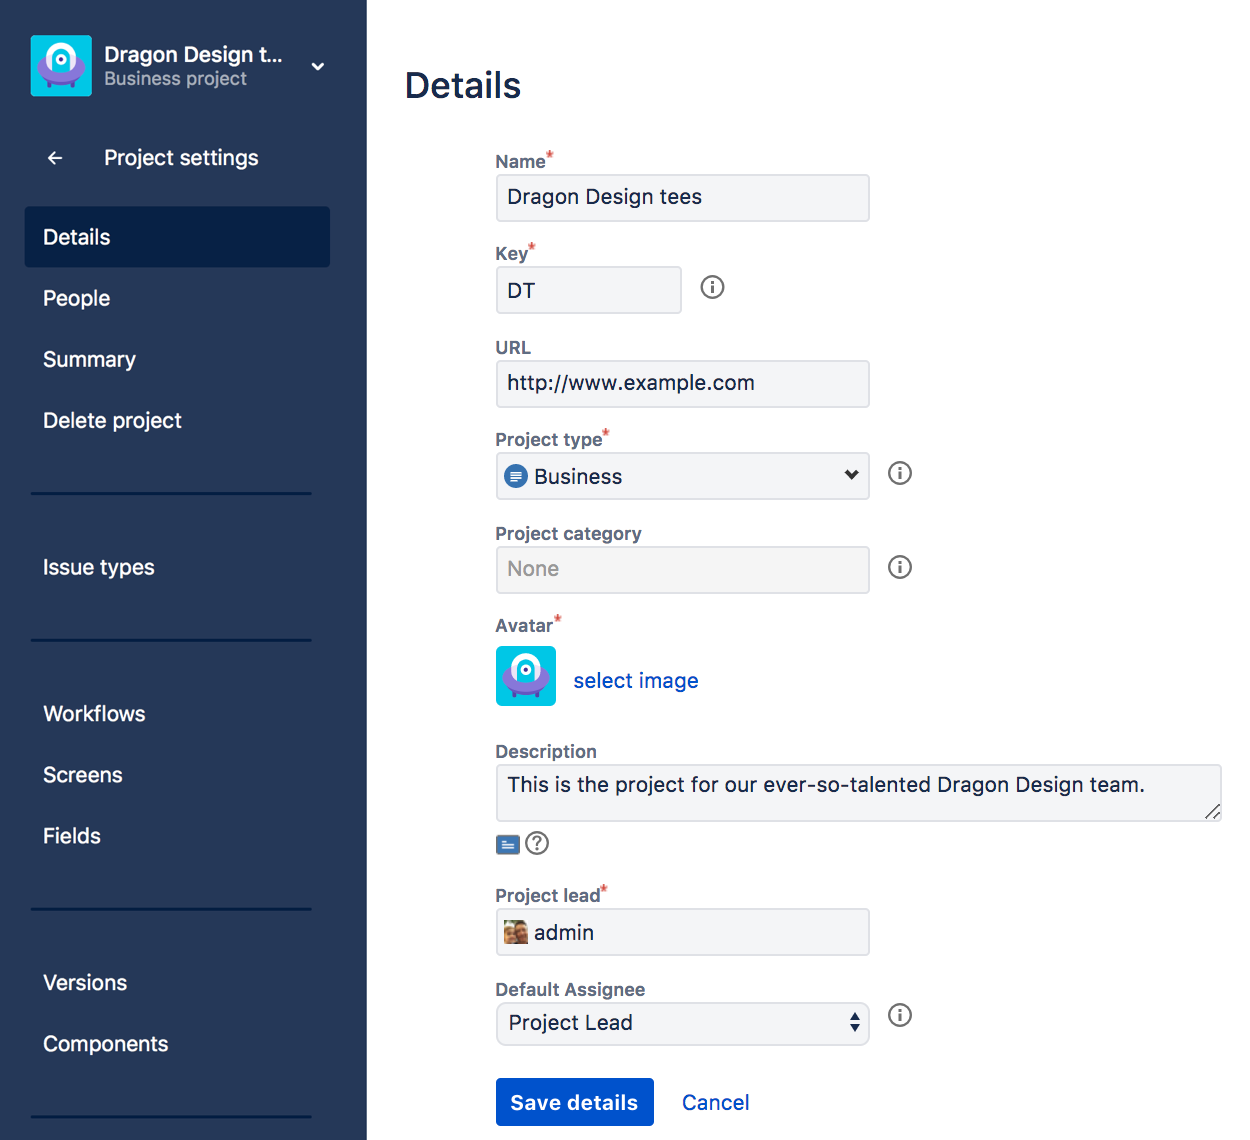 Dragon Design t...
Business project
Project settings
Details
People
Summary
Delete project
Issue types
Workflows
Screens
Fields
Versions
Components
Details
Name*
Dragon Design tees
Key*
DT
URL
http://www.example.com
Project type*
Business
Project category
None
Avatar*
select image
Description
This is the project for our ever-so-talented Dragon Design team.
Project lead*
admin
Default Assignee
Project Lead
Save details Cancel